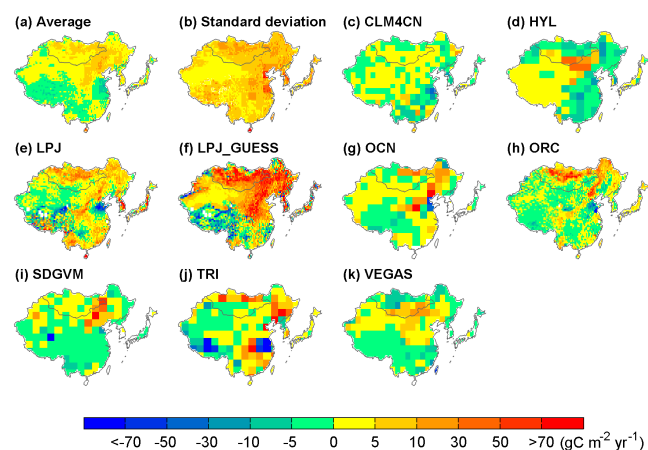 (a) Average (b) Standard deviation (c) CLM4CN (d) HYL
(e) LPJ (f) LPJ_GUESS (g) OCN (h) ORC
(i) SDGVM (j) TRI (k) VEGAS
<-70 -50 -30 -10 -5 0 5 10 30 50 >70 (gC m⁻² yr⁻¹)